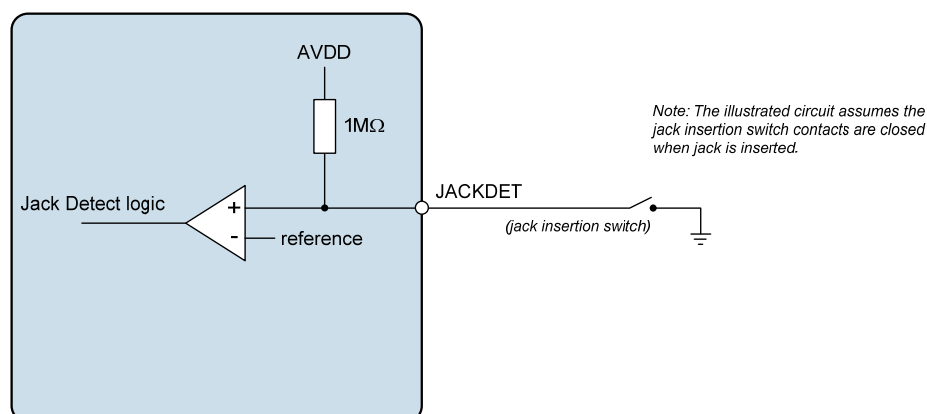 AVDD
1MΩ
Note: The illustrated circuit assumes the
jack insertion switch contacts are closed
when jack is inserted.
Jack Detect logic
+
-
reference
JACKDET
(jack insertion switch)